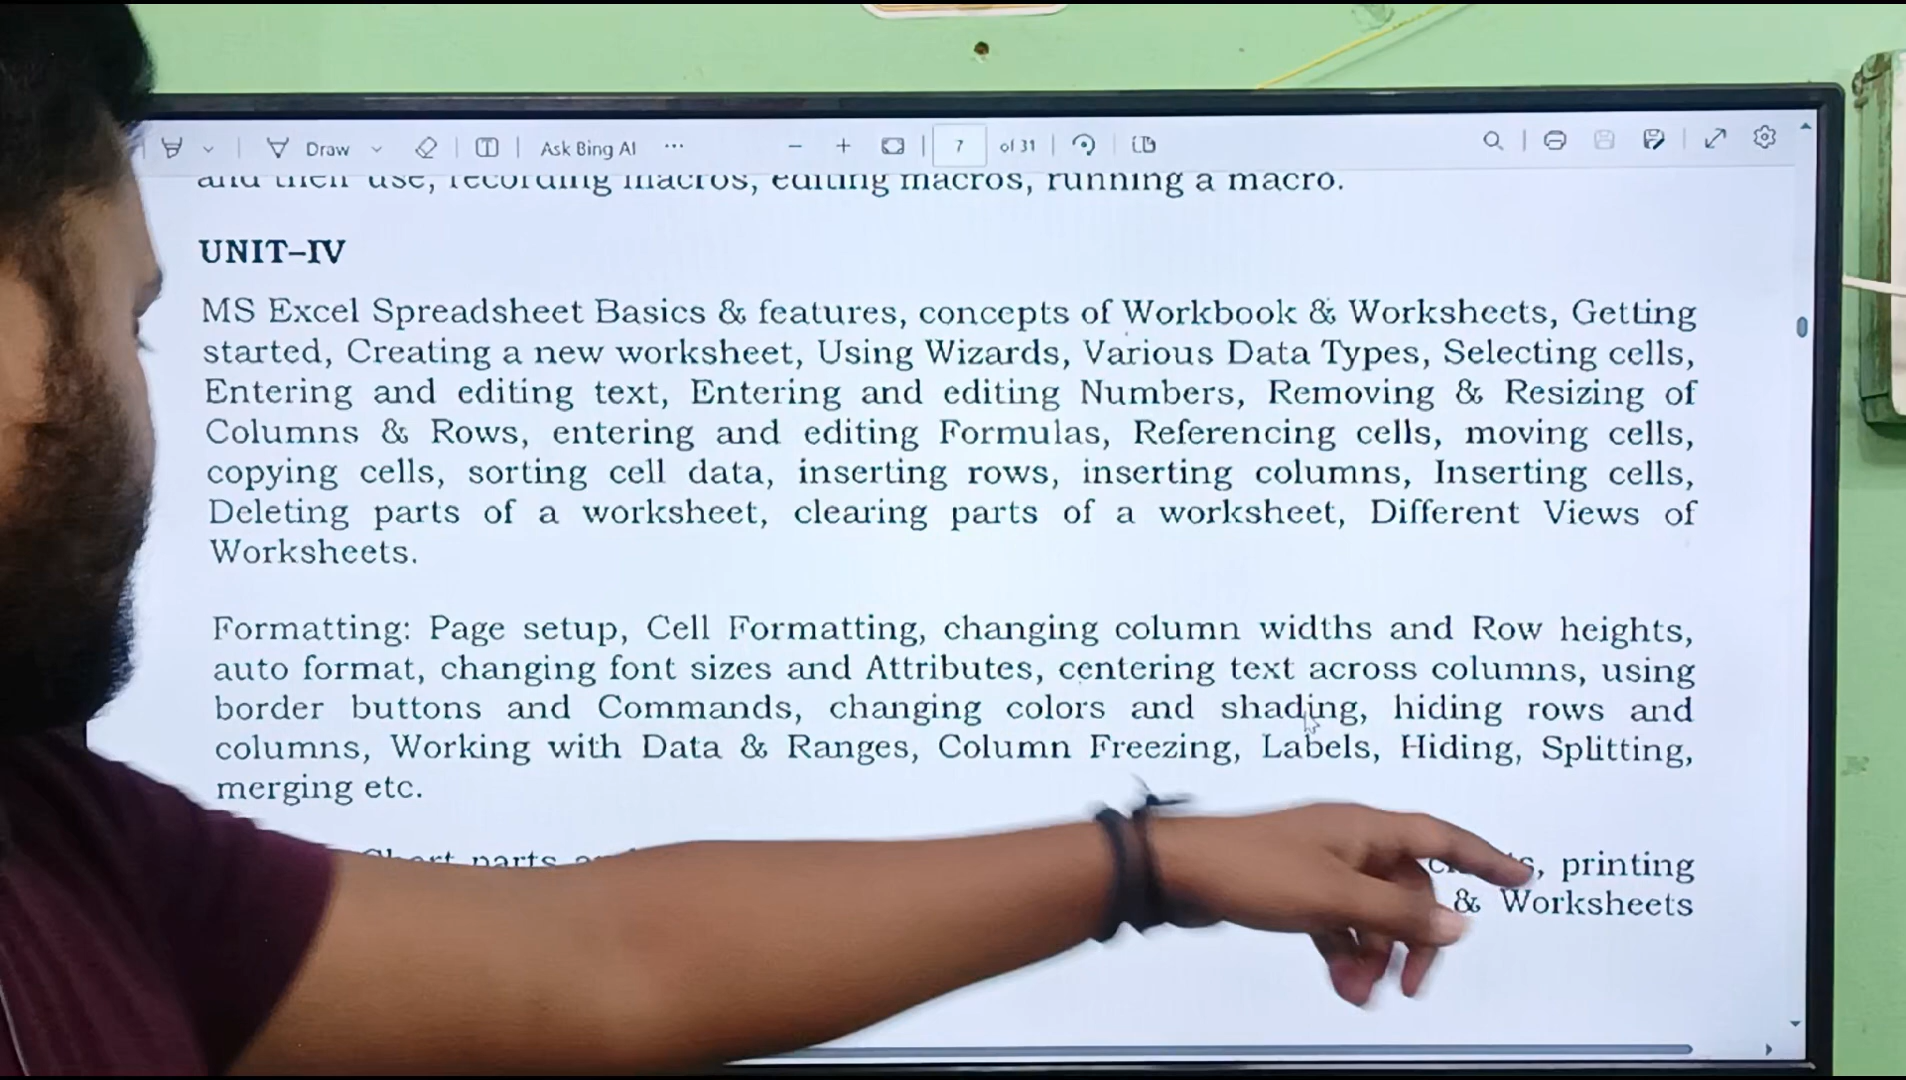 Draw
Ask Bing AI
7 of 31
and their use, recording macros, editing macros, running a macro.
UNIT–IV
MS Excel Spreadsheet Basics & features, concepts of Workbook & Worksheets, Getting
started, Creating a new worksheet, Using Wizards, Various Data Types, Selecting cells,
Entering and editing text, Entering and editing Numbers, Removing & Resizing of
Columns & Rows, entering and editing Formulas, Referencing cells, moving cells,
copying cells, sorting cell data, inserting rows, inserting columns, Inserting cells,
Deleting parts of a worksheet, clearing parts of a worksheet, Different Views of
Worksheets.
Formatting: Page setup, Cell Formatting, changing column widths and Row heights,
auto format, changing font sizes and Attributes, centering text across columns, using
border buttons and Commands, changing colors and shading, hiding rows and
columns, Working with Data & Ranges, Column Freezing, Labels, Hiding, Splitting,
merging etc.
parts printing
& Worksheets